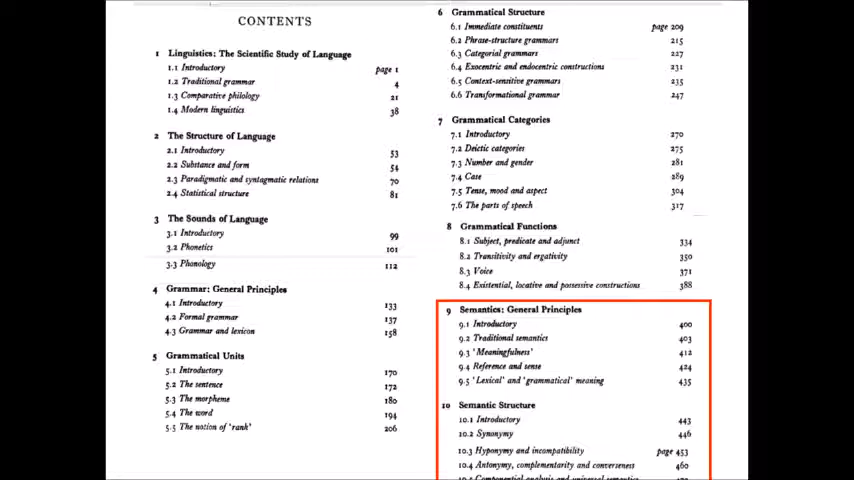 CONTENTS
1 Linguistics: The Scientific Study of Language
1.1 Introductory page 1
1.2 Traditional grammar 4
1.3 Comparative philology 21
1.4 Modern linguistics 38
2 The Structure of Language
2.1 Introductory 53
2.2 Substance and form 54
2.3 Paradigmatic and syntagmatic relations 70
2.4 Statistical structure 81
3 The Sounds of Language
3.1 Introductory 99
3.2 Phonetics 101
3.3 Phonology 112
4 Grammar: General Principles
4.1 Introductory 133
4.2 Formal grammar 137
4.3 Grammar and lexicon 158
5 Grammatical Units
5.1 Introductory 170
5.2 The sentence 172
5.3 The morpheme 180
5.4 The word 194
5.5 The notion of 'rank' 206
6 Grammatical Structure
6.1 Immediate constituents page 209
6.2 Phrase-structure grammars 215
6.3 Categorial grammars 227
6.4 Exocentric and endocentric constructions 231
6.5 Context-sensitive grammars 235
6.6 Transformational grammar 247
7 Grammatical Categories
7.1 Introductory 270
7.2 Deictic categories 275
7.3 Number and gender 281
7.4 Case 289
7.5 Tense, mood and aspect 304
7.6 The parts of speech 317
8 Grammatical Functions
8.1 Subject, predicate and adjunct 334
8.2 Transitivity and ergativity 350
8.3 Voice 371
8.4 Existential, locative and possessive constructions 388
9 Semantics: General Principles
9.1 Introductory 400
9.2 Traditional semantics 403
9.3 'Meaningfulness' 412
9.4 Reference and sense 424
9.5 'Lexical' and 'grammatical' meaning 435
10 Semantic Structure
10.1 Introductory 443
10.2 Synonymy 446
10.3 Hyponymy and incompatibility page 453
10.4 Antonymy, complementarity and converseness 460
10.5 Componential analysis and universal semantics